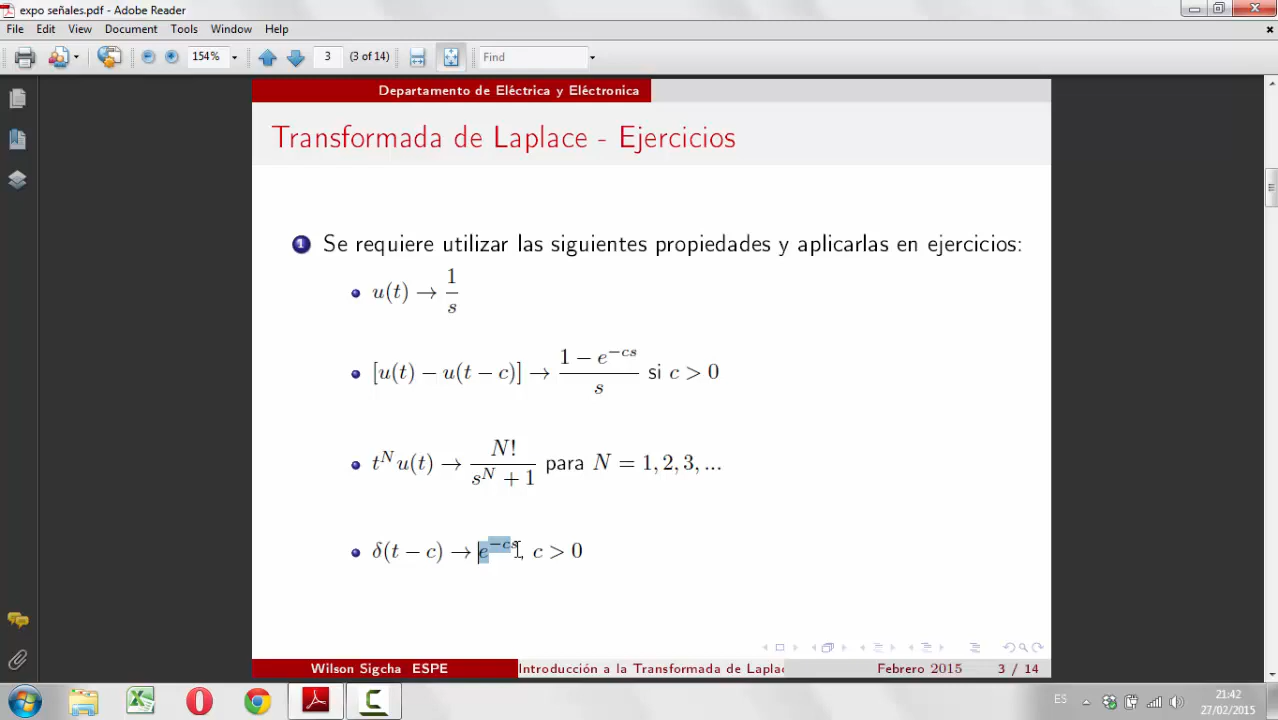 expo señales.pdf - Adobe Reader
File Edit View Document Tools Window Help
154% 3 (3 of 14) Find
Departamento de Eléctrica y Eléctronica
Transformada de Laplace - Ejercicios
1 Se requiere utilizar las siguientes propiedades y aplicarlas en ejercicios:
u(t) → 1/s
[u(t) − u(t − c)] → (1 − e^{−cs})/s si c > 0
t^N u(t) → N!/(s^N + 1) para N = 1, 2, 3, ...
δ(t − c) → e^{−cs}, c > 0
Wilson Sigcha ESPE Introducción a la Transformada de Laplac Febrero 2015 3 / 14
ES 21:42
27/02/2015